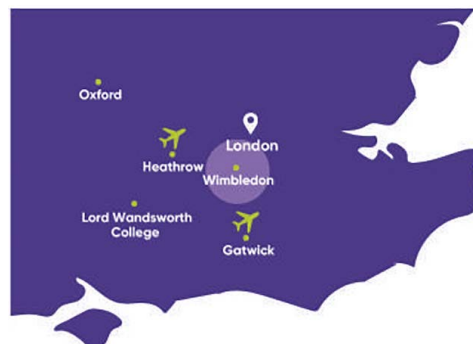 Oxford
London
Heathrow
Wimbledon
Lord Wandsworth
College
Gatwick